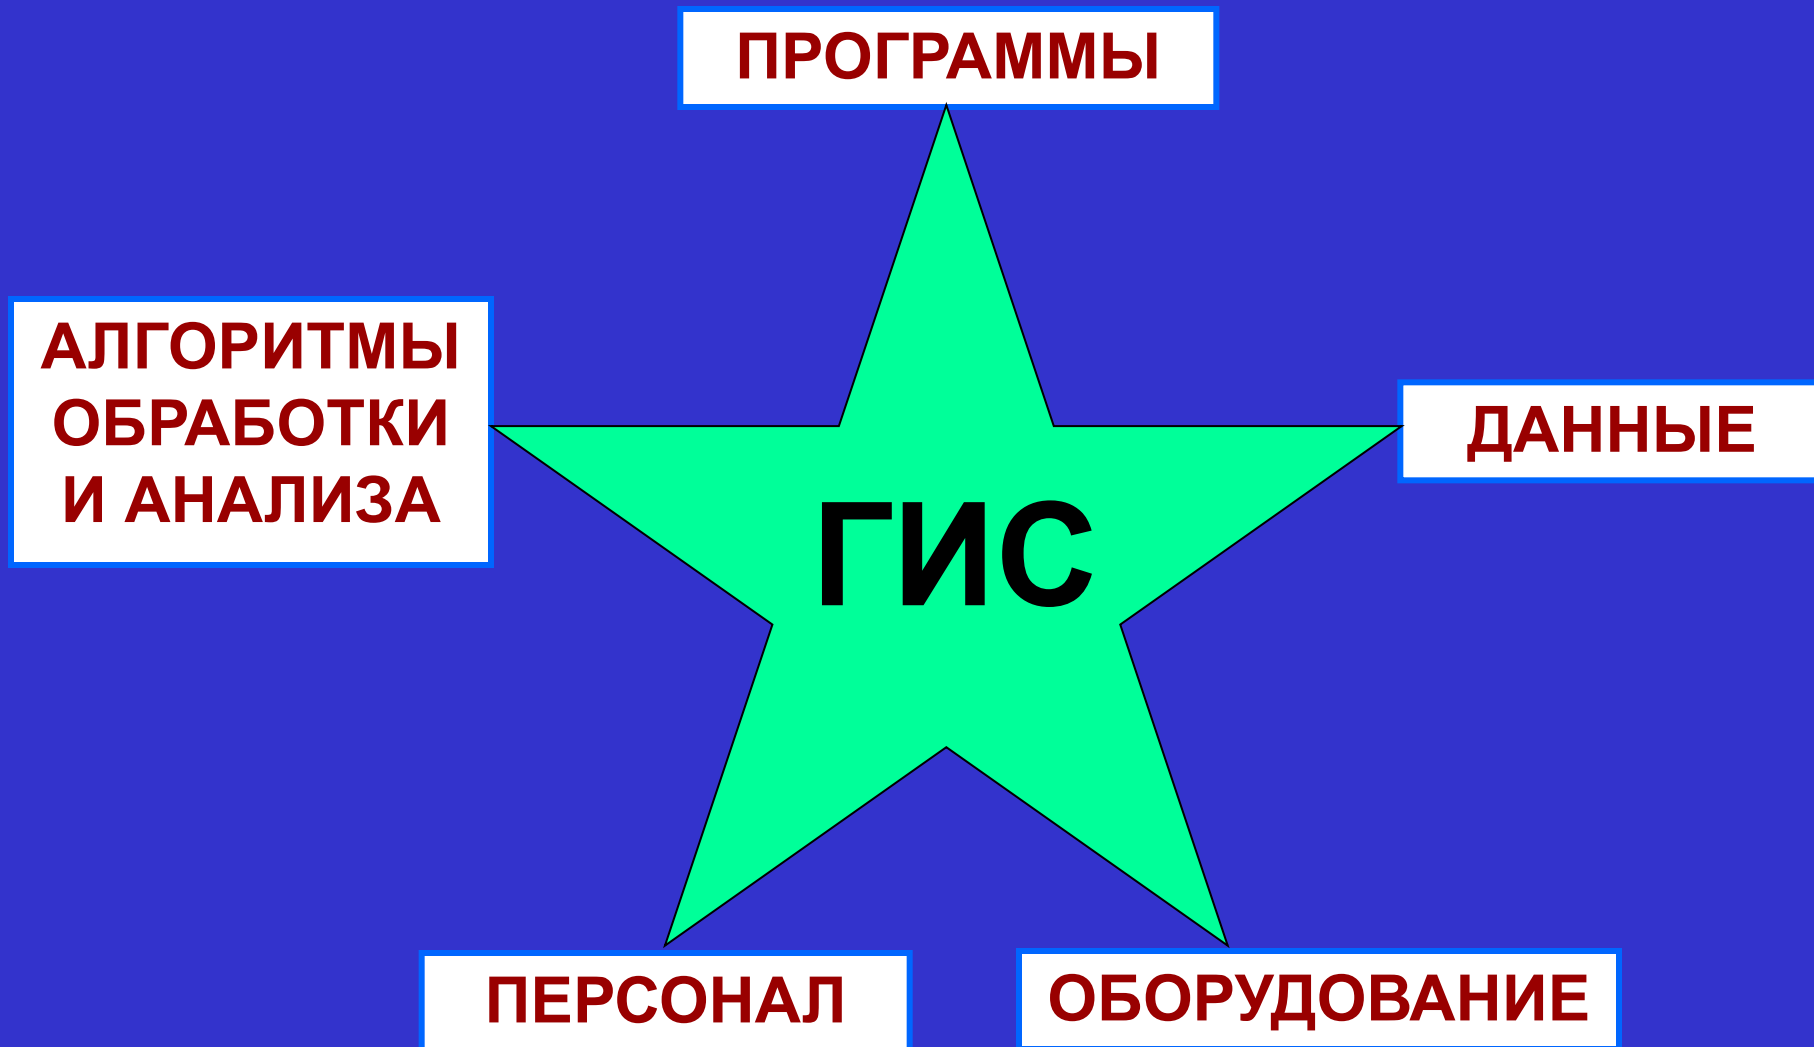 ПРОГРАММЫ
АЛГОРИТМЫ
ОБРАБОТКИ
И АНАЛИЗА
ДАННЫЕ
ГИС
ПЕРСОНАЛ
ОБОРУДОВАНИЕ